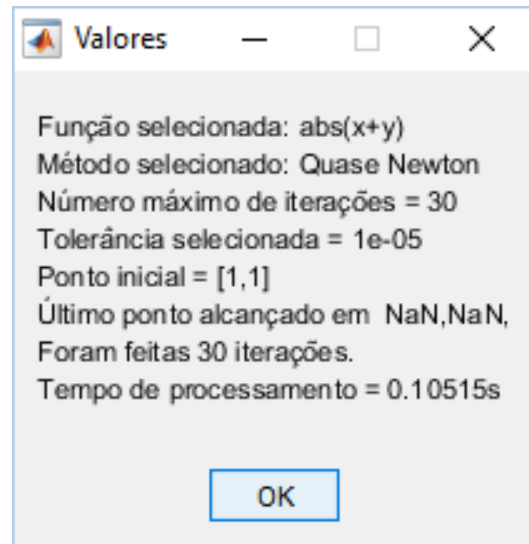 Valores
Função selecionada: abs(x+y)
Método selecionado: Quase Newton
Número máximo de iterações = 30
Tolerância selecionada = 1e-05
Ponto inicial = [1,1]
Último ponto alcançado em  NaN,NaN,
Foram feitas 30 iterações.
Tempo de processamento = 0.10515s
OK